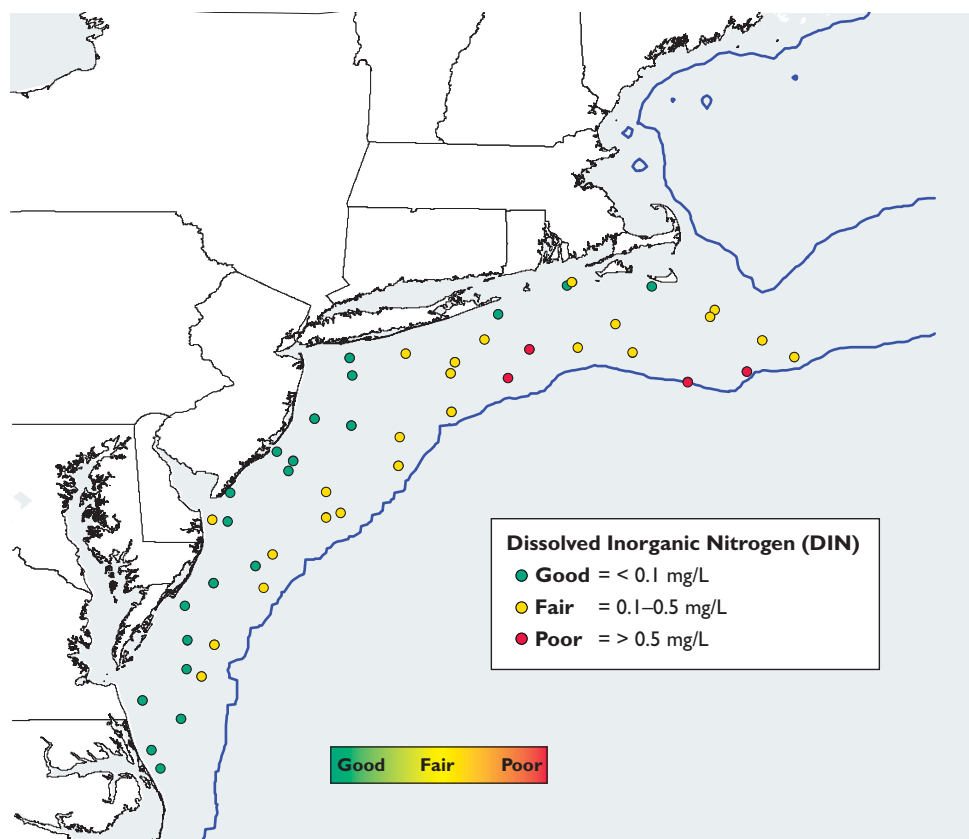 Dissolved Inorganic Nitrogen (DIN)
Good = < 0.1 mg/L
Fair = 0.1–0.5 mg/L
Poor = > 0.5 mg/L
Good Fair Poor